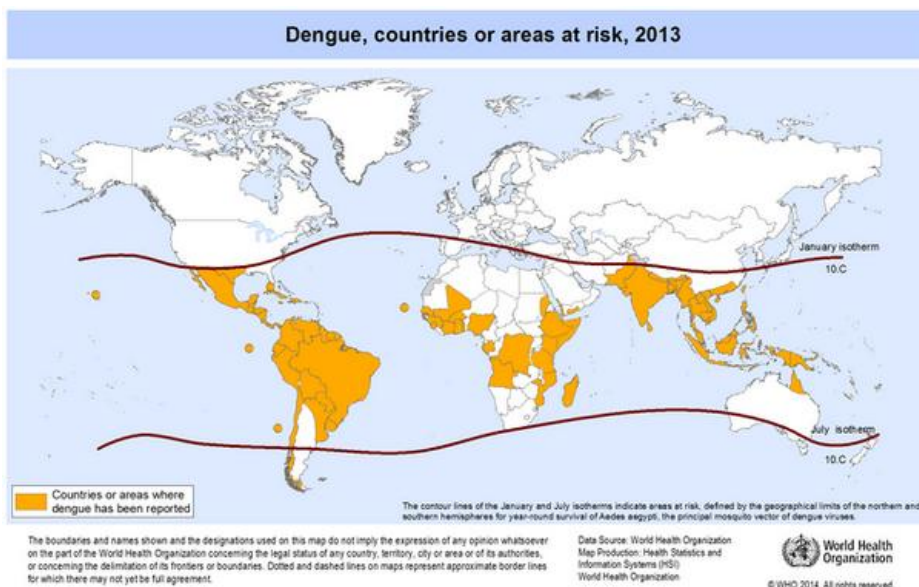 Dengue, countries or areas at risk, 2013
January isotherm
10.C
July isotherm
10.C
Countries or areas where
dengue has been reported
The contour lines of the January and July isotherms indicate areas at risk, defined by the geographical limits of the northern and
southern hemispheres for year-round survival of Aedes aegypti, the principal mosquito vector of dengue viruses.
The boundaries and names shown and the designations used on this map do not imply the expression of any opinion whatsoever
on the part of the World Health Organization concerning the legal status of any country, territory, city or area or of its authorities,
or concerning the delimitation of its frontiers or boundaries. Dotted and dashed lines on maps represent approximate border lines
for which there may not yet be full agreement.
Data Source: World Health Organization
Map Production: Health Statistics and
Information Systems (HSI)
World Health Organization
World Health
Organization
© WHO 2014. All rights reserved